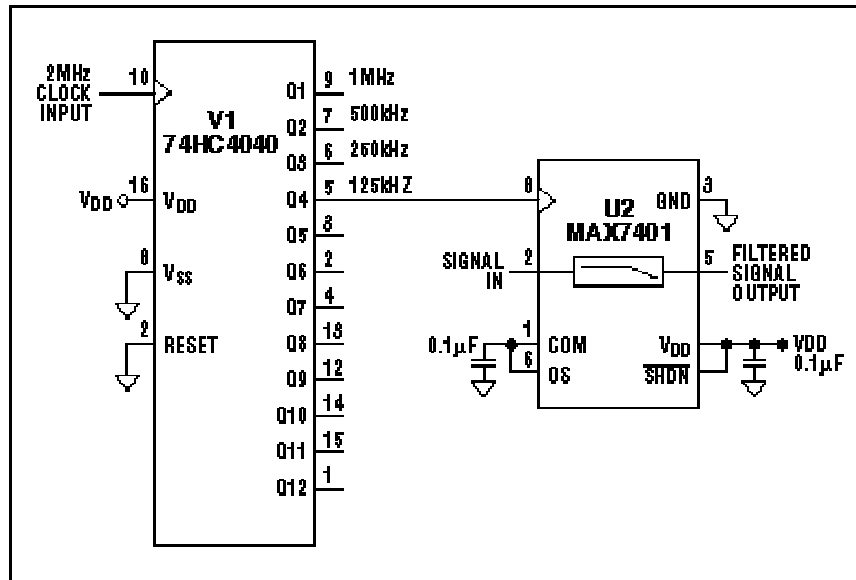 2MHz
CLOCK
INPUT
10
V1
74HC4040
Q1 9 1MHz
Q2 7 500kHz
Q3 6 250kHz
Q4 5 125kHZ
Q5 3
Q6 2
Q7 4
Q8 13
Q9 12
Q10 14
Q11 15
Q12 1
VDD 16 VDD
8 VSS
2 RESET
8
U2
MAX7401
GND 3
SIGNAL
IN
2
5 FILTERED
SIGNAL
OUTPUT
0.1µF
1 COM
6 OS
VDD
SHDN
VDD
0.1µF